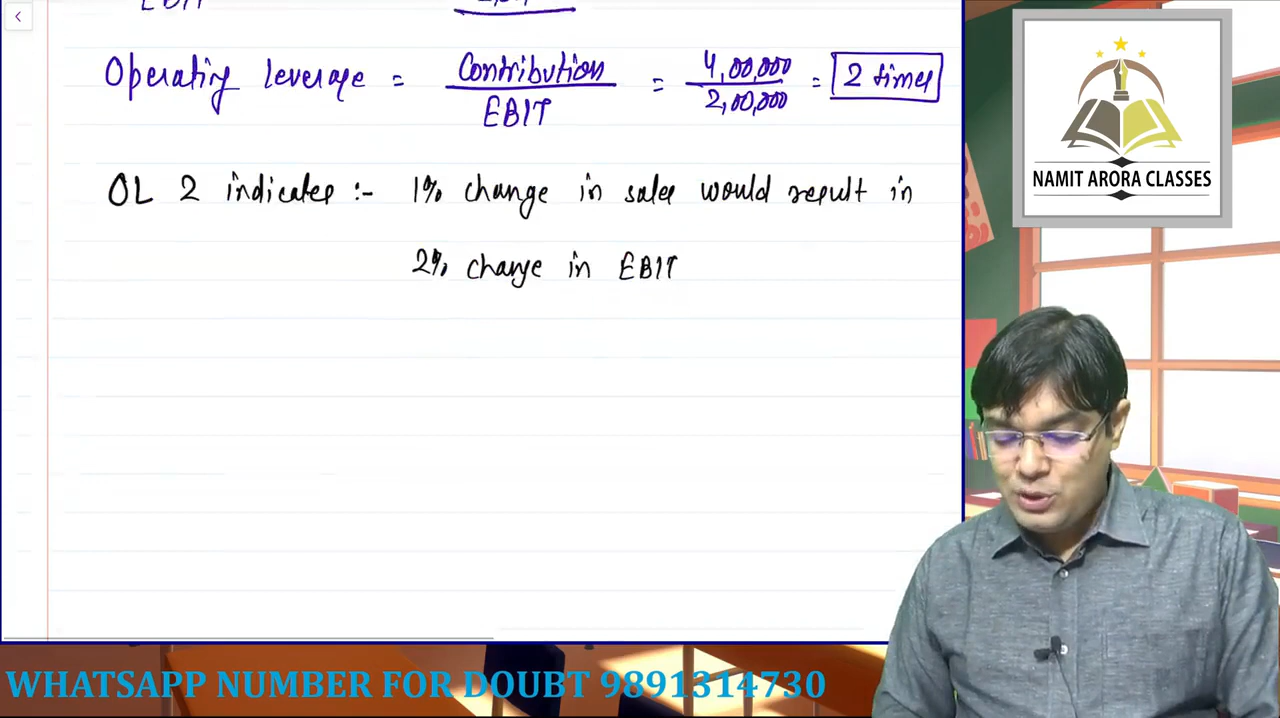 EBIT
Operating leverage = Contribution / EBIT = 4,00,000 / 2,00,000 = 2 times
OL 2 indicates :- 1% change in sales would result in
2% change in EBIT
NAMIT ARORA CLASSES
WHATSAPP NUMBER FOR DOUBT 9891314730